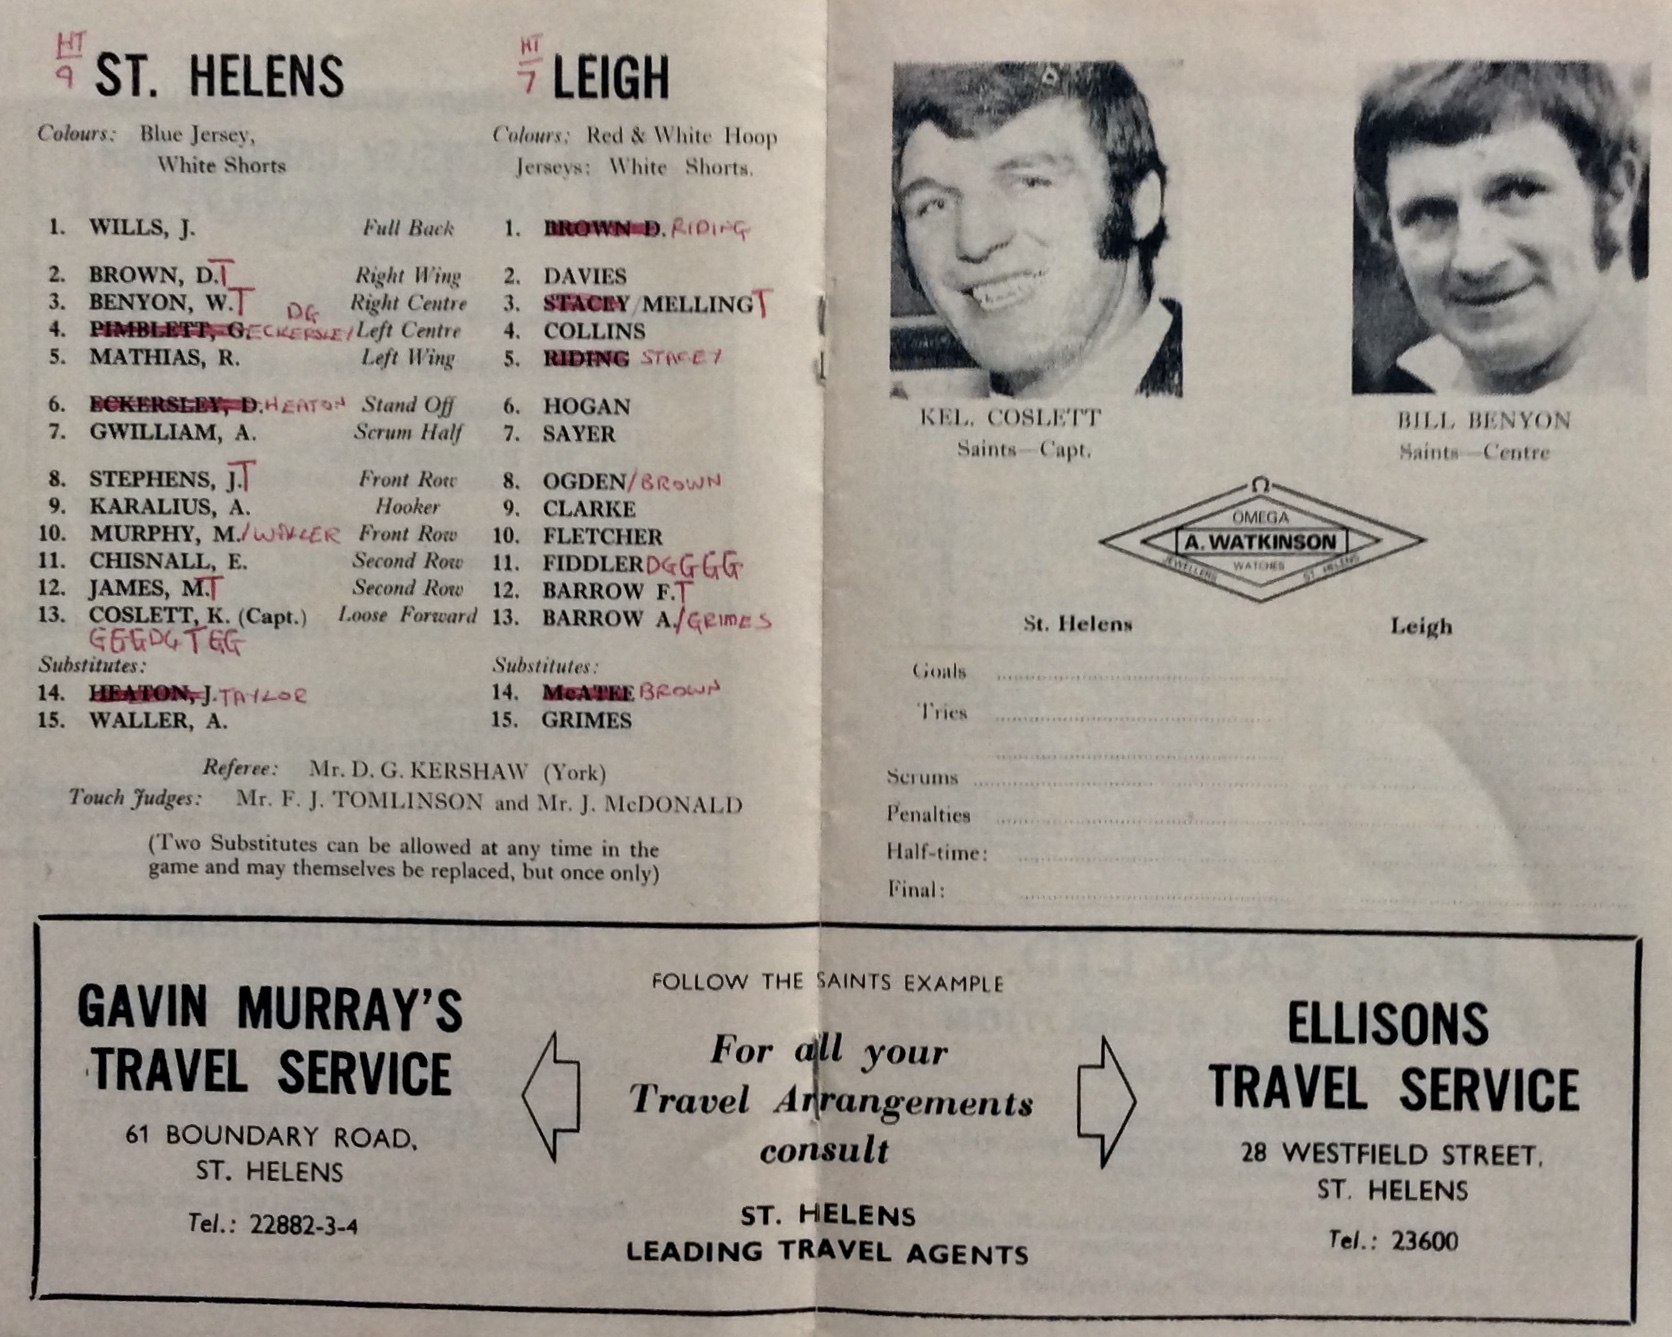 HT
9
ST. HELENS
Colours: Blue Jersey,
White Shorts
1. WILLS, J. Full Back
2. BROWN, D. T Right Wing
3. BENYON, W. T Right Centre
DG
4. PIMBLETT, G. ECKERSLEY Left Centre
5. MATHIAS, R. Left Wing
6. ECKERSLEY, D. HEATON Stand Off
7. GWILLIAM, A. Scrum Half
8. STEPHENS, J. T Front Row
9. KARALIUS, A. Hooker
10. MURPHY, M. /WALLER Front Row
11. CHISNALL, E. Second Row
12. JAMES, M. T Second Row
13. COSLETT, K. (Capt.) Loose Forward
GGGDGTGG
Substitutes:
14. HEATON, J. TAYLOR
15. WALLER, A.
HT
7
LEIGH
Colours: Red & White Hoop
Jerseys: White Shorts.
1. BROWN D. RIDING
2. DAVIES
3. STACEY/MELLING T
4. COLLINS
5. RIDING STACEY
6. HOGAN
7. SAYER
8. OGDEN/BROWN
9. CLARKE
10. FLETCHER
11. FIDDLER DGGGG
12. BARROW F. T
13. BARROW A./GRIMES
Substitutes:
14. McATEE BROWN
15. GRIMES
Referee: Mr. D. G. KERSHAW (York)
Touch Judges: Mr. F. J. TOMLINSON and Mr. J. McDONALD
(Two Substitutes can be allowed at any time in the
game and may themselves be replaced, but once only)
KEL. COSLETT
Saints—Capt.
BILL BENYON
Saints—Centre
Ω
OMEGA
A. WATKINSON
JEWELLERS WATCHES ST. HELENS
St. Helens Leigh
Goals
Tries
Scrums
Penalties
Half-time:
Final:
GAVIN MURRAY'S
TRAVEL SERVICE
61 BOUNDARY ROAD,
ST. HELENS
Tel.: 22882-3-4
FOLLOW THE SAINTS EXAMPLE
For all your
Travel Arrangements
consult
ST. HELENS
LEADING TRAVEL AGENTS
ELLISONS
TRAVEL SERVICE
28 WESTFIELD STREET,
ST. HELENS
Tel.: 23600